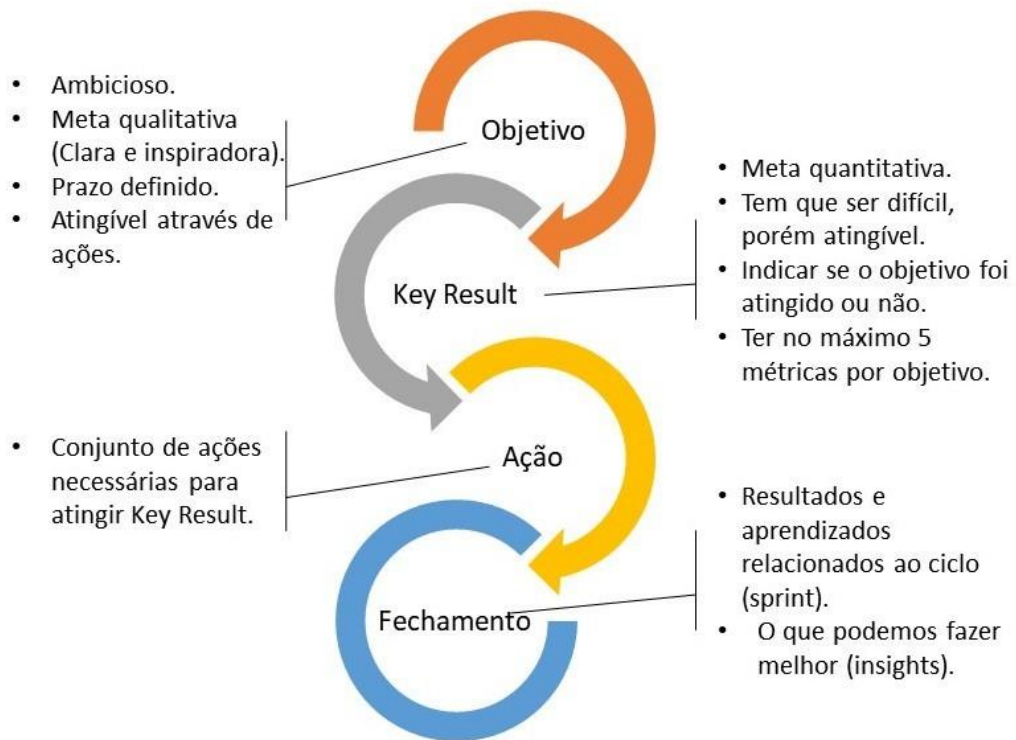 • Ambicioso.
• Meta qualitativa
(Clara e inspiradora).
• Prazo definido.
• Atingível através de
ações.
Objetivo
• Meta quantitativa.
• Tem que ser difícil,
porém atingível.
• Indicar se o objetivo foi
atingido ou não.
• Ter no máximo 5
métricas por objetivo.
Key Result
• Conjunto de ações
necessárias para
atingir Key Result.
Ação
• Resultados e
aprendizados
relacionados ao ciclo
(sprint).
• O que podemos fazer
melhor (insights).
Fechamento